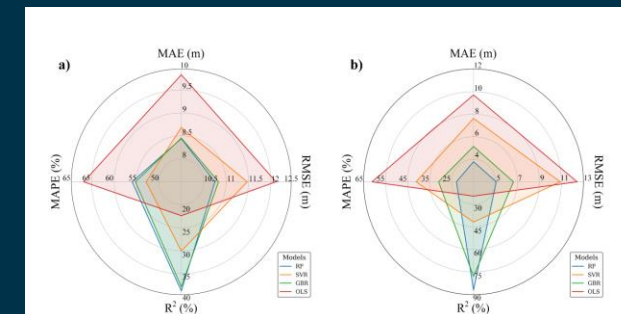 a)
MAE (m)
10
9.5
9
8.5
8
MAPE (%)
65
60
55
50
10.5
11
11.5
12
12.5
RMSE (m)
20
25
30
35
40
R² (%)
Models
RF
SVR
GBR
OLS
b)
MAE (m)
12
10
8
6
4
MAPE (%)
65
55
45
35
25
5
7
9
11
13
RMSE (m)
30
45
60
75
90
R² (%)
Models
RF
SVR
GBR
OLS